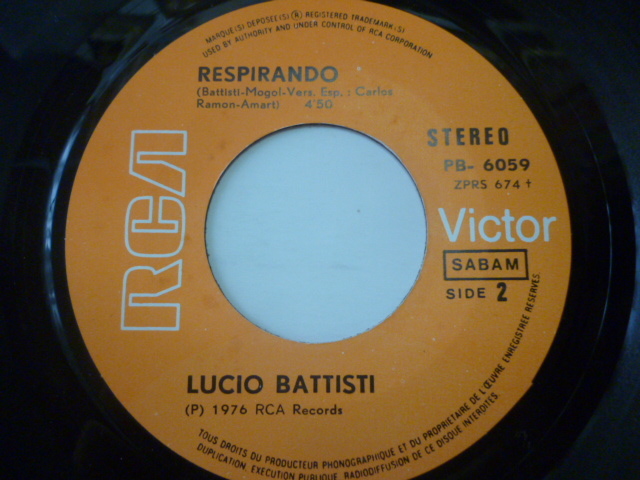 MARQUE(S) DEPOSEE(S) ® REGISTERED TRADEMARK(S)
USED BY AUTHORITY AND UNDER CONTROL OF RCA CORPORATION
RESPIRANDO
(Battisti-Mogol-Vers. Esp. : Carlos
Ramon-Amart) 4'50
STEREO
PB- 6059
ZPRS 674 †
RCA
Victor
SABAM
SIDE 2
LUCIO BATTISTI
(P) 1976 RCA Records
TOUS DROITS DU PRODUCTEUR PHONOGRAPHIQUE ET DU PROPRIETAIRE DE L'ŒUVRE ENREGISTREE RESERVES.
DUPLICATION, EXECUTION PUBLIQUE, RADIODIFFUSION DE CE DISQUE INTERDITES.